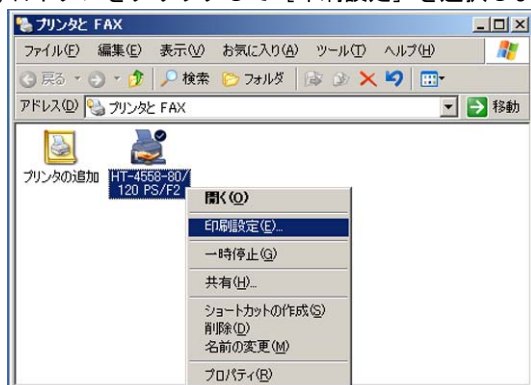 プリンタと FAX
ファイル(F) 編集(E) 表示(V) お気に入り(A) ツール(T) ヘルプ(H)
戻る 検索 フォルダ
アドレス(D) プリンタと FAX 移動
プリンタの追加
HT-4558-80/
120 PS/F2
開く(O)
印刷設定(E)...
一時停止(G)
共有(H)...
ショートカットの作成(S)
削除(D)
名前の変更(M)
プロパティ(R)